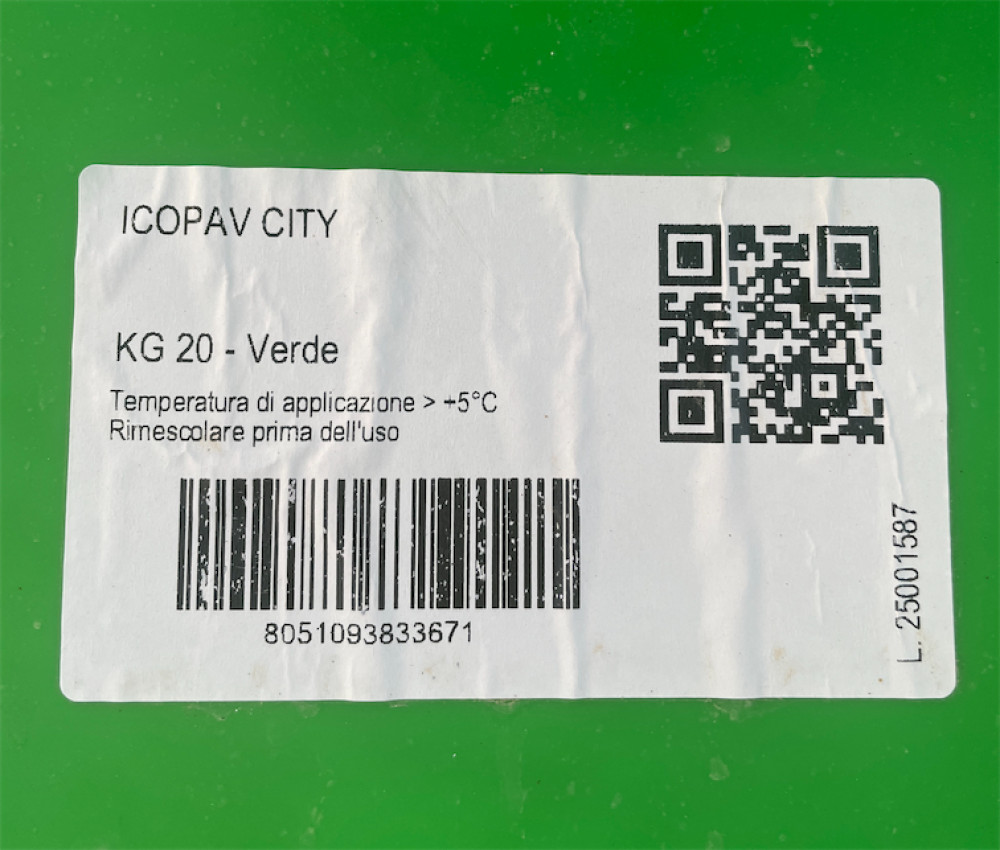 ICOPAV CITY
KG 20 - Verde
Temperatura di applicazione > +5°C
Rimescolare prima dell'uso
8051093833671
L. 25001587